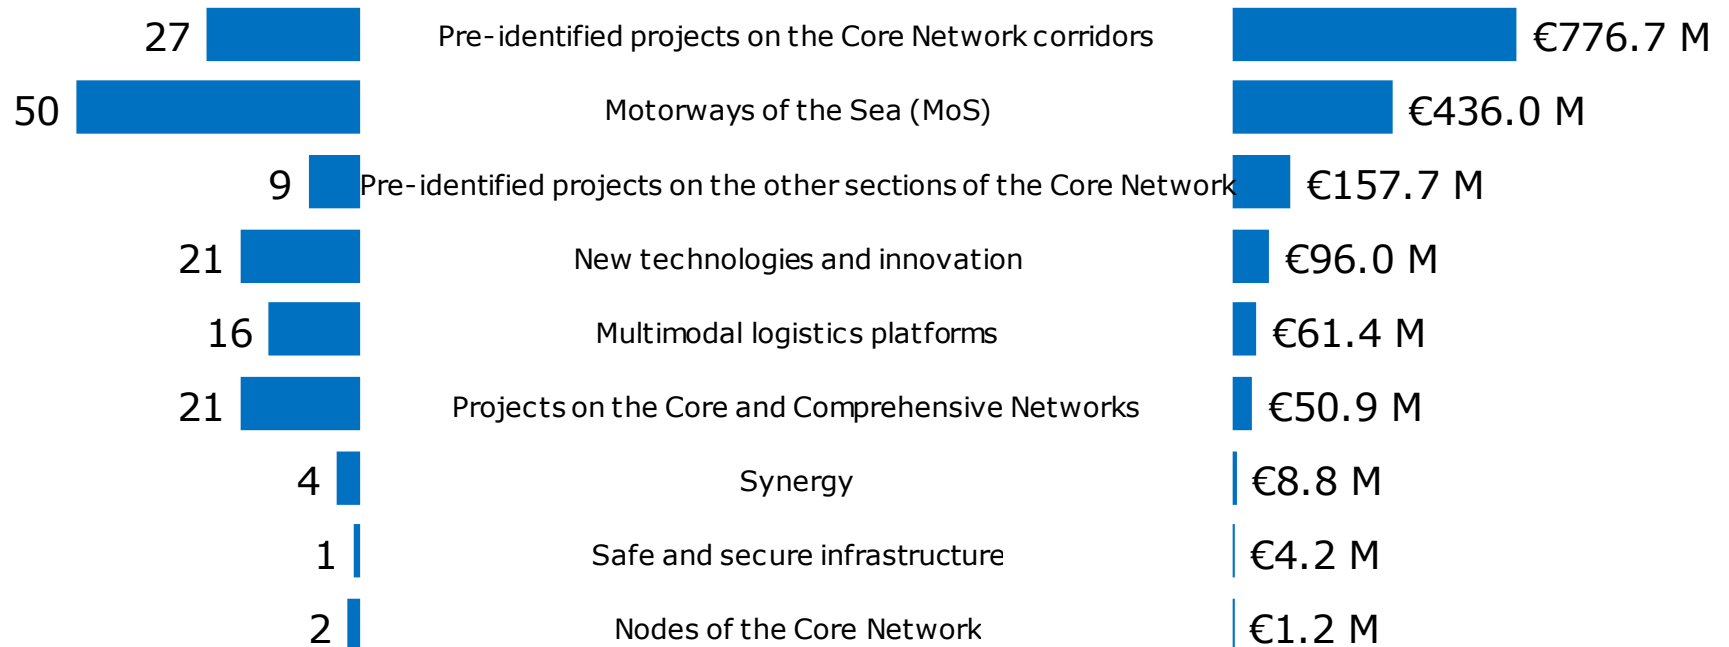 27 Pre-identified projects on the Core Network corridors €776.7 M
50 Motorways of the Sea (MoS) €436.0 M
9 Pre-identified projects on the other sections of the Core Network €157.7 M
21 New technologies and innovation €96.0 M
16 Multimodal logistics platforms €61.4 M
21 Projects on the Core and Comprehensive Networks €50.9 M
4 Synergy €8.8 M
1 Safe and secure infrastructure €4.2 M
2 Nodes of the Core Network €1.2 M